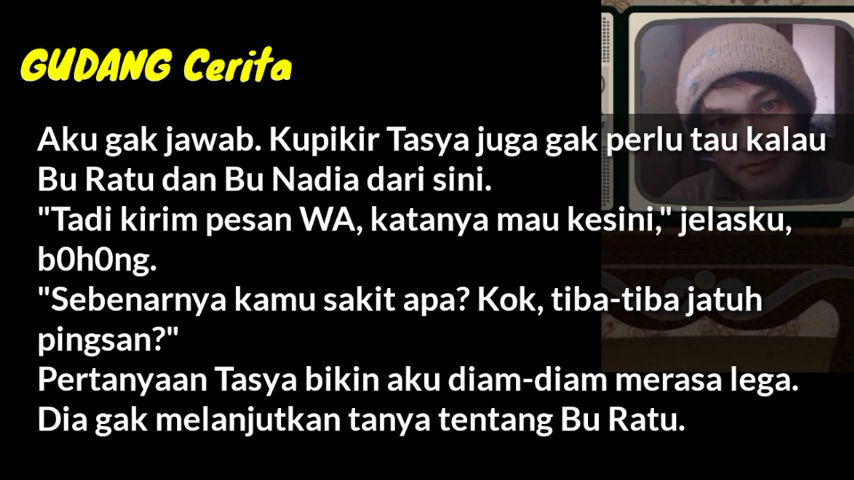 GUDANG Cerita
Aku gak jawab. Kupikir Tasya juga gak perlu tau kalau
Bu Ratu dan Bu Nadia dari sini.
"Tadi kirim pesan WA, katanya mau kesini," jelasku,
b0h0ng.
"Sebenarnya kamu sakit apa? Kok, tiba-tiba jatuh
pingsan?"
Pertanyaan Tasya bikin aku diam-diam merasa lega.
Dia gak melanjutkan tanya tentang Bu Ratu.